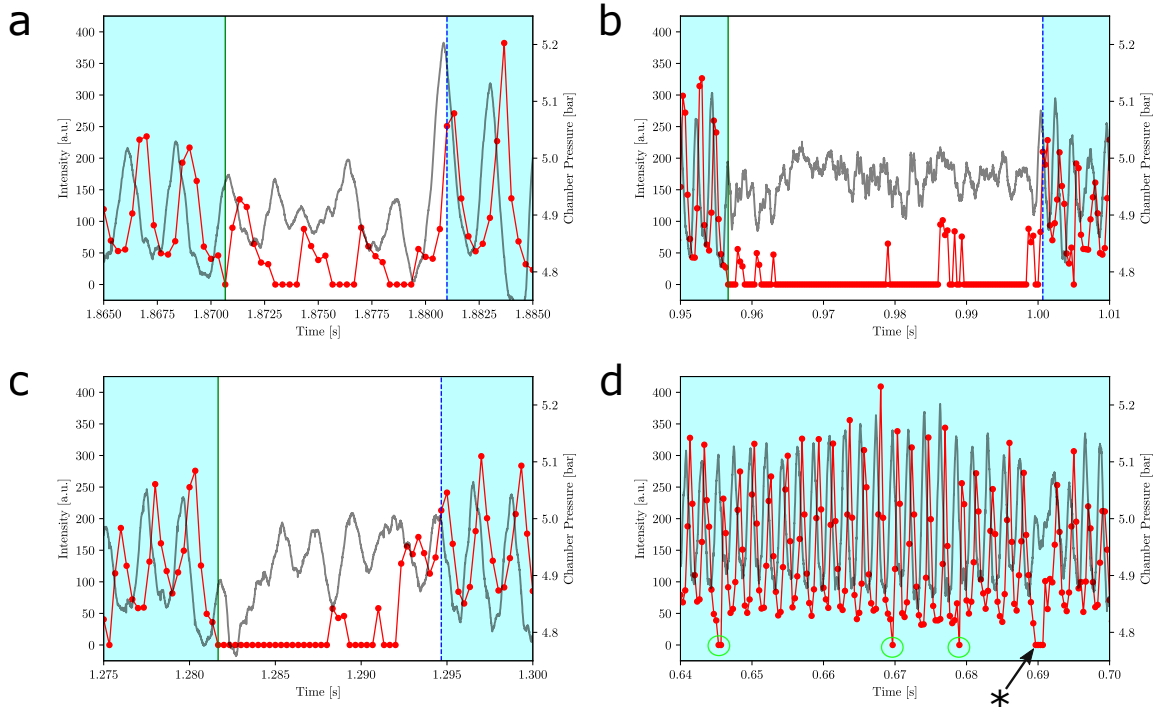 a
400
350
300
250
200
150
100
50
0
Intensity [a.u.]
5.2
5.1
5.0
4.9
4.8
Chamber Pressure [bar]
1.8650 1.8675 1.8700 1.8725 1.8750 1.8775 1.8800 1.8825 1.8850
Time [s]
b
400
350
300
250
200
150
100
50
0
Intensity [a.u.]
5.2
5.1
5.0
4.9
4.8
Chamber Pressure [bar]
0.95 0.96 0.97 0.98 0.99 1.00 1.01
Time [s]
c
400
350
300
250
200
150
100
50
0
Intensity [a.u.]
5.2
5.1
5.0
4.9
4.8
Chamber Pressure [bar]
1.275 1.280 1.285 1.290 1.295 1.300
Time [s]
d
400
350
300
250
200
150
100
50
0
Intensity [a.u.]
5.2
5.1
5.0
4.9
4.8
Chamber Pressure [bar]
0.64 0.65 0.66 0.67 0.68 0.69 0.70
Time [s]
*